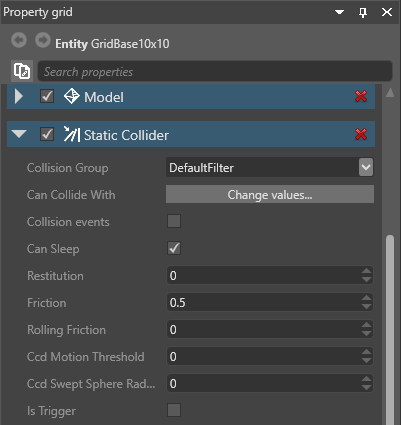 Property grid
Entity GridBase10x10
Search properties
Model
Static Collider
Collision Group DefaultFilter
Can Collide With Change values...
Collision events
Can Sleep
Restitution 0
Friction 0.5
Rolling Friction 0
Ccd Motion Threshold 0
Ccd Swept Sphere Rad... 0
Is Trigger